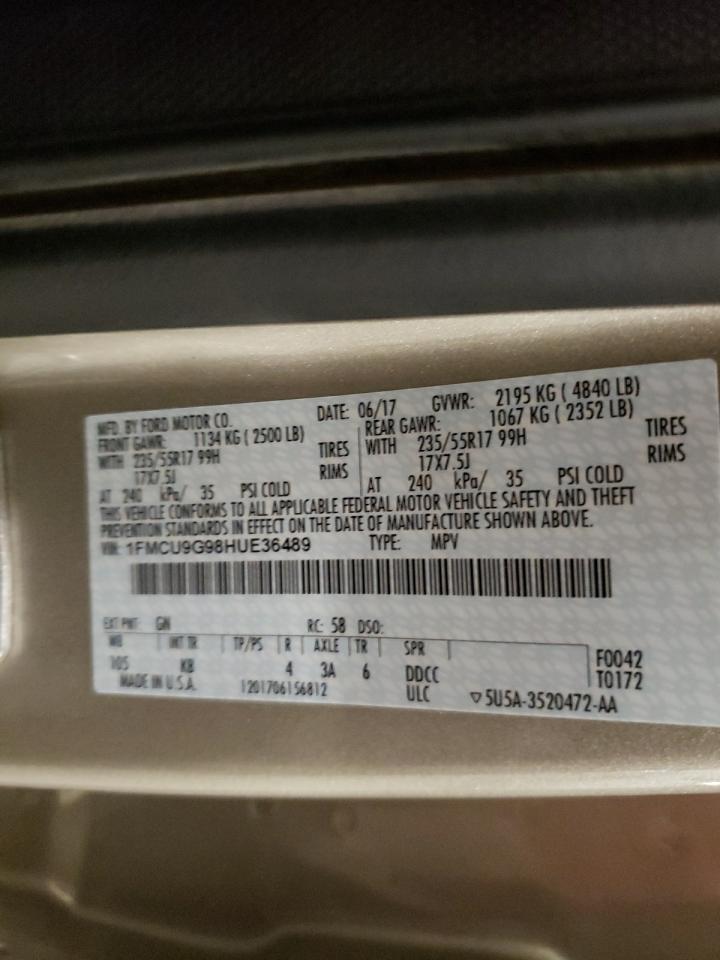 MFD. BY FORD MOTOR CO. DATE: 06/17 GVWR: 2195 KG ( 4840 LB)
FRONT GAWR: 1134 KG ( 2500 LB) REAR GAWR: 1067 KG ( 2352 LB)
WITH 235/55R17 99H TIRES WITH 235/55R17 99H TIRES
17X7.5J RIMS 17X7.5J RIMS
AT 240 kPa/ 35 PSI COLD AT 240 kPa/ 35 PSI COLD
THIS VEHICLE CONFORMS TO ALL APPLICABLE FEDERAL MOTOR VEHICLE SAFETY AND THEFT
PREVENTION STANDARDS IN EFFECT ON THE DATE OF MANUFACTURE SHOWN ABOVE.
VIN: 1FMCU9G98HUE36489 TYPE: MPV
EXT PNT: GN RC: 58 DSO:
WB INT TR TP/PS R AXLE TR SPR
105 KB 4 3A 6 DDCC F0042
MADE IN U.S.A. 1201706156812 ULC T0172
▽5U5A-3520472-AA